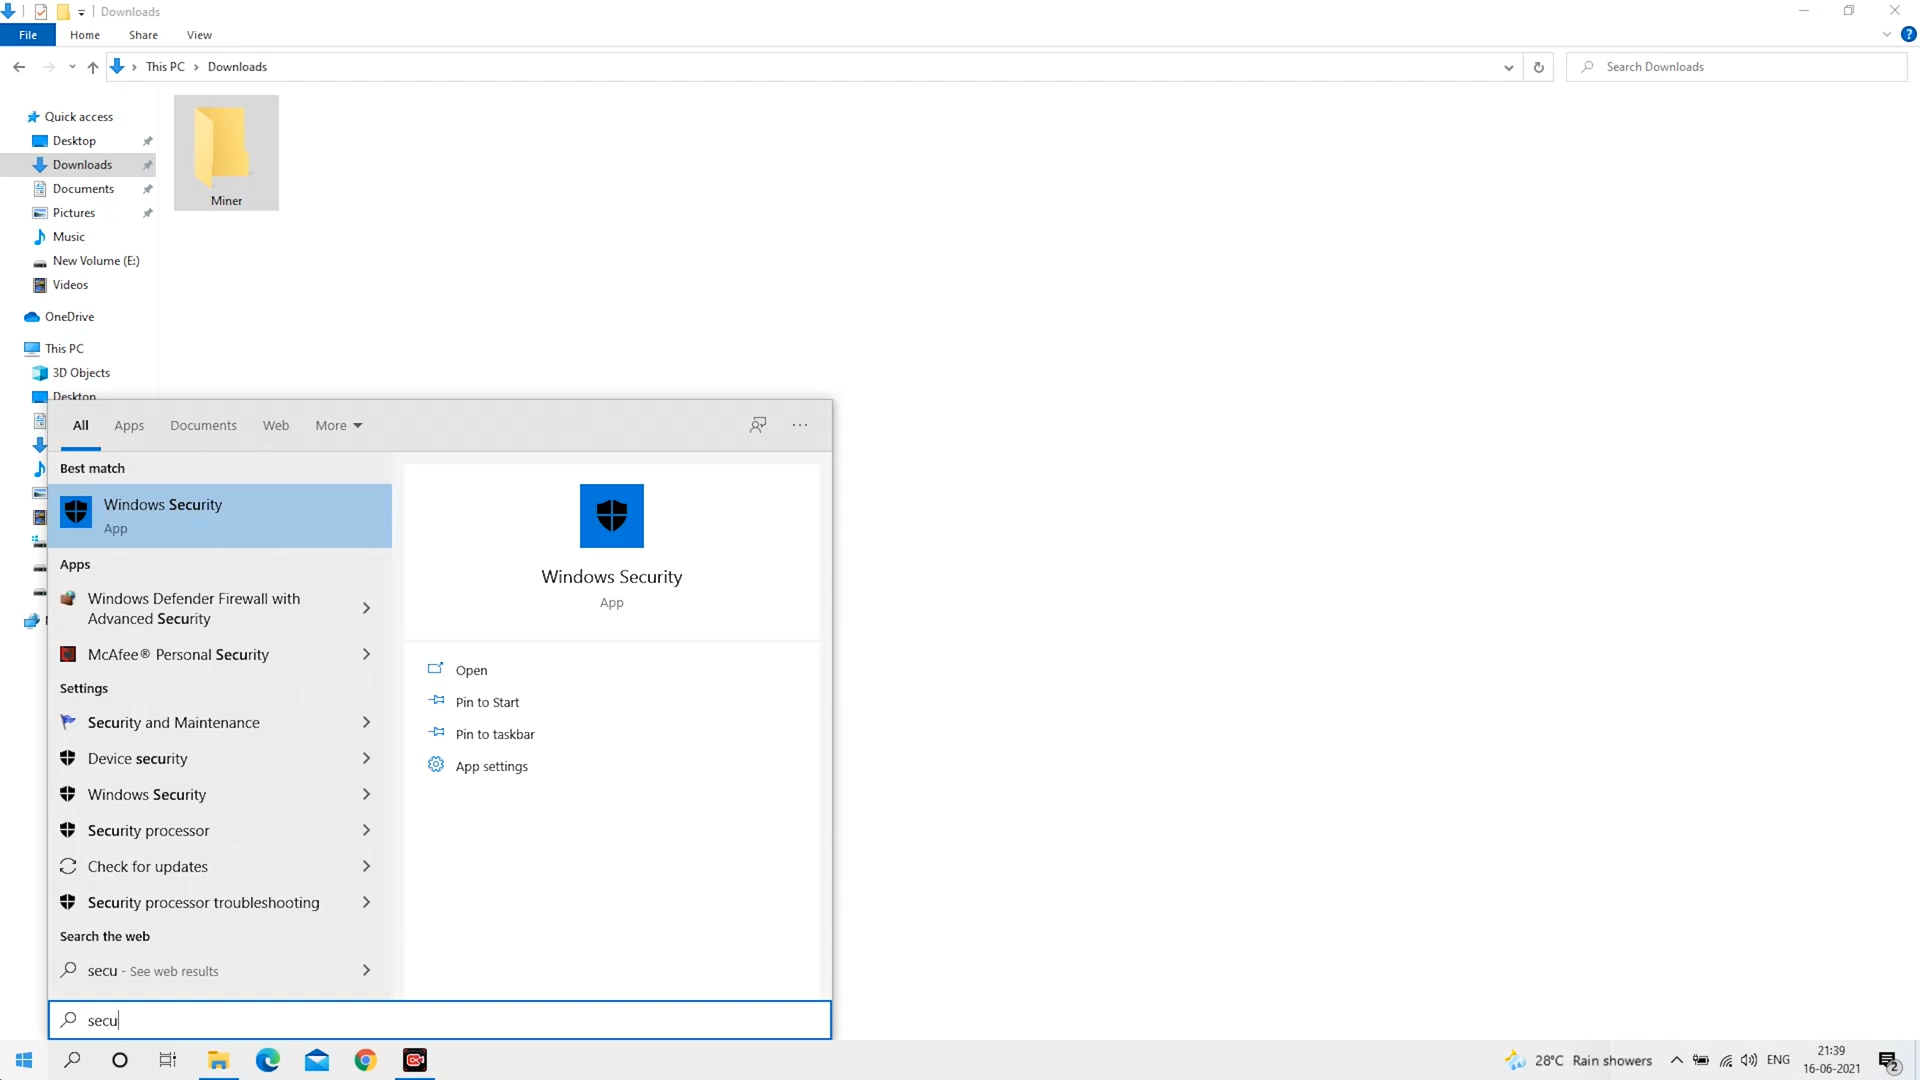 Downloads
File
Home
Share
View
This PC
Downloads
Search Downloads
Quick access
Desktop
Downloads
Documents
Pictures
Music
New Volume (E:)
Videos
OneDrive
This PC
3D Objects
Desktop
Miner
All
Apps
Documents
Web
More
Best match
Windows Security
App
Apps
Windows Defender Firewall with
Advanced Security
McAfee® Personal Security
Settings
Security and Maintenance
Device security
Windows Security
Security processor
Check for updates
Security processor troubleshooting
Search the web
secu - See web results
Windows Security
App
Open
Pin to Start
Pin to taskbar
App settings
secu
28°C Rain showers
ENG
21:39
16-06-2021
2